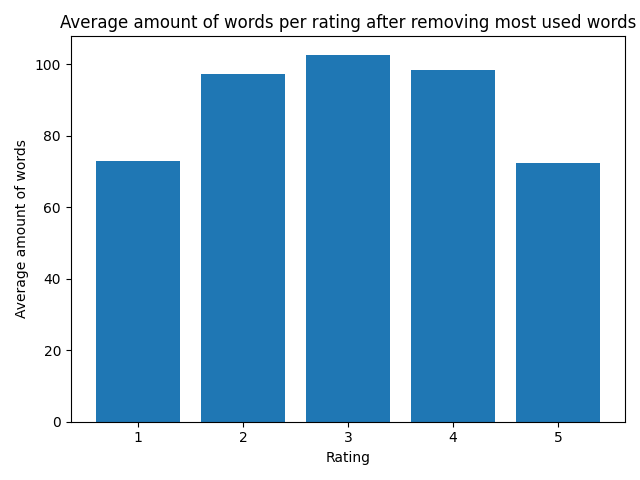 Average amount of words per rating after removing most used words
100
80
60
40
20
0
Average amount of words
1 2 3 4 5
Rating